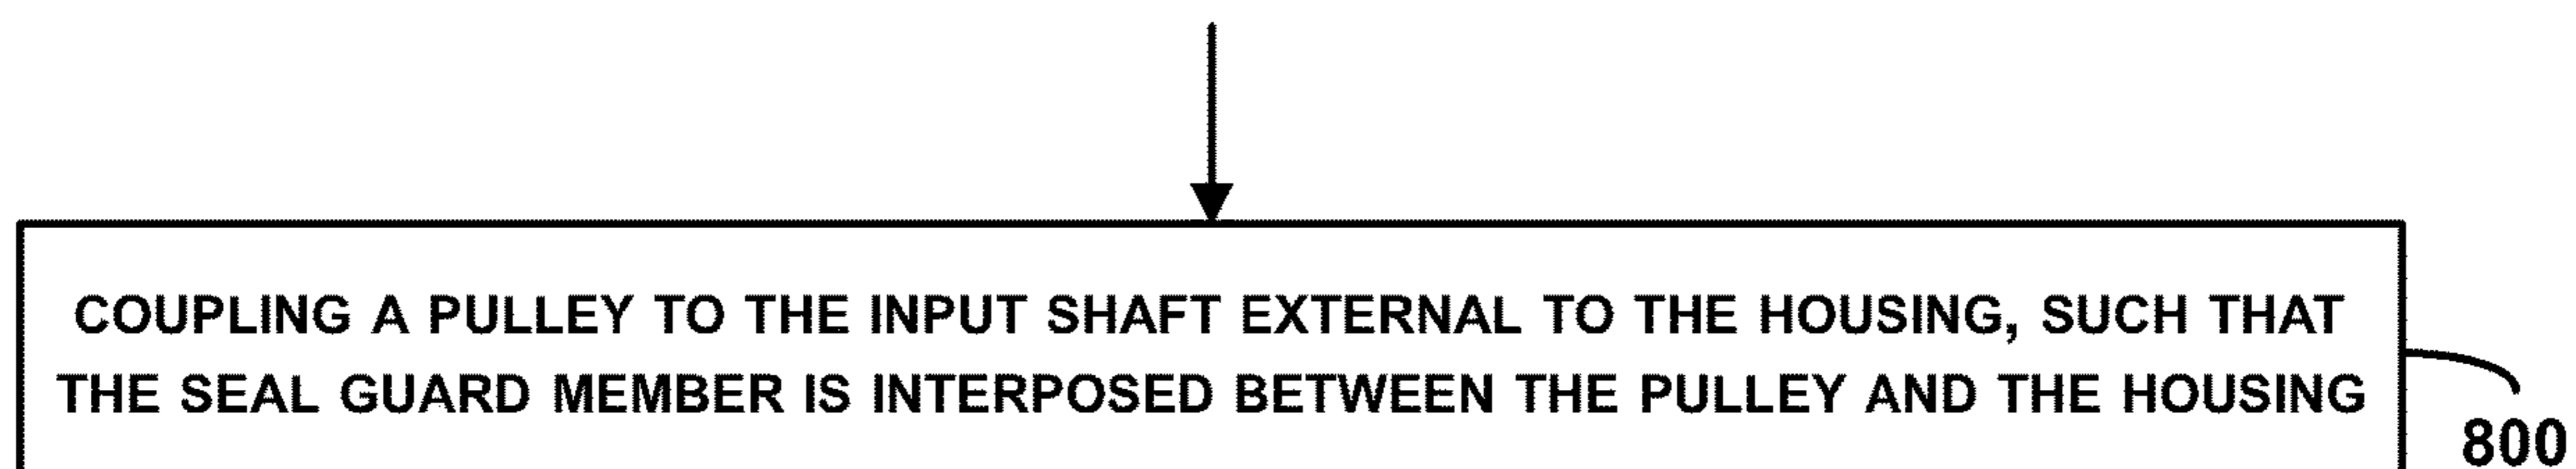 COUPLING A PULLEY TO THE INPUT SHAFT EXTERNAL TO THE HOUSING, SUCH THAT
THE SEAL GUARD MEMBER IS INTERPOSED BETWEEN THE PULLEY AND THE HOUSING
800